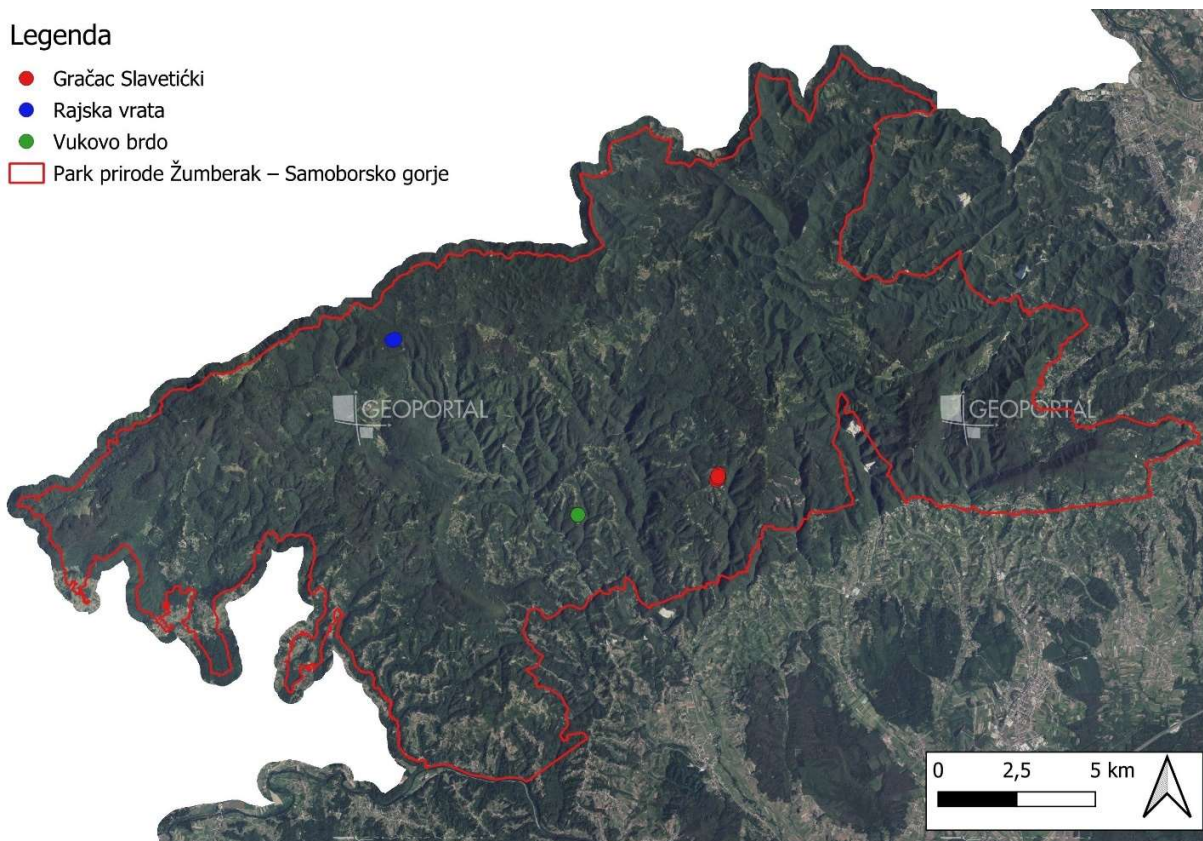 Legenda
Gračac Slavetićki
Rajska vrata
Vukovo brdo
Park prirode Žumberak – Samoborsko gorje
GEOPORTAL
GEOPORTAL
0 2,5 5 km